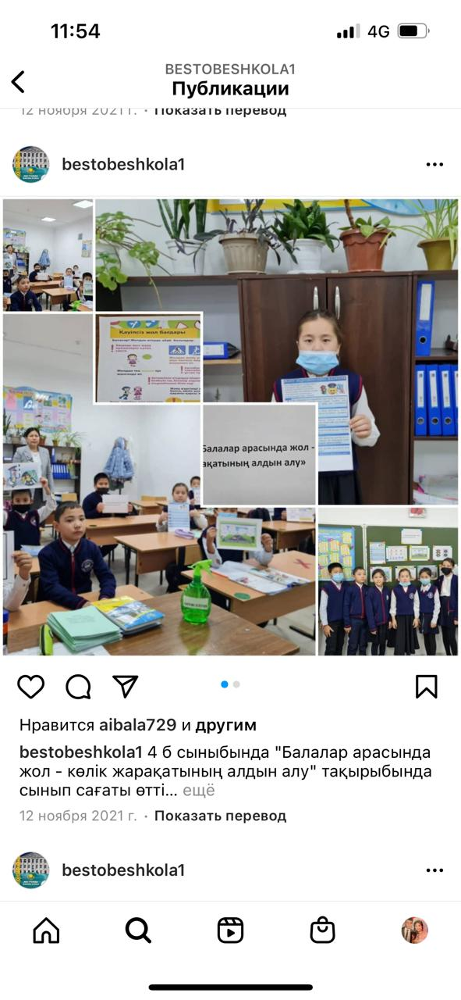 11:54
4G
BESTOBESHKOLA1
Публикации
12 ноября 2021 г. · Показать перевод
bestobeshkola1
Қауіпсіз жол бағдары
Балалар арасында жол -
ақатының алдын алу»
Нравится aibala729 и другим
bestobeshkola1 4 б сыныбында "Балалар арасында
жол - көлік жарақатының алдын алу" тақырыбында
сынып сағаты өтті... ещё
12 ноября 2021 г. · Показать перевод
bestobeshkola1